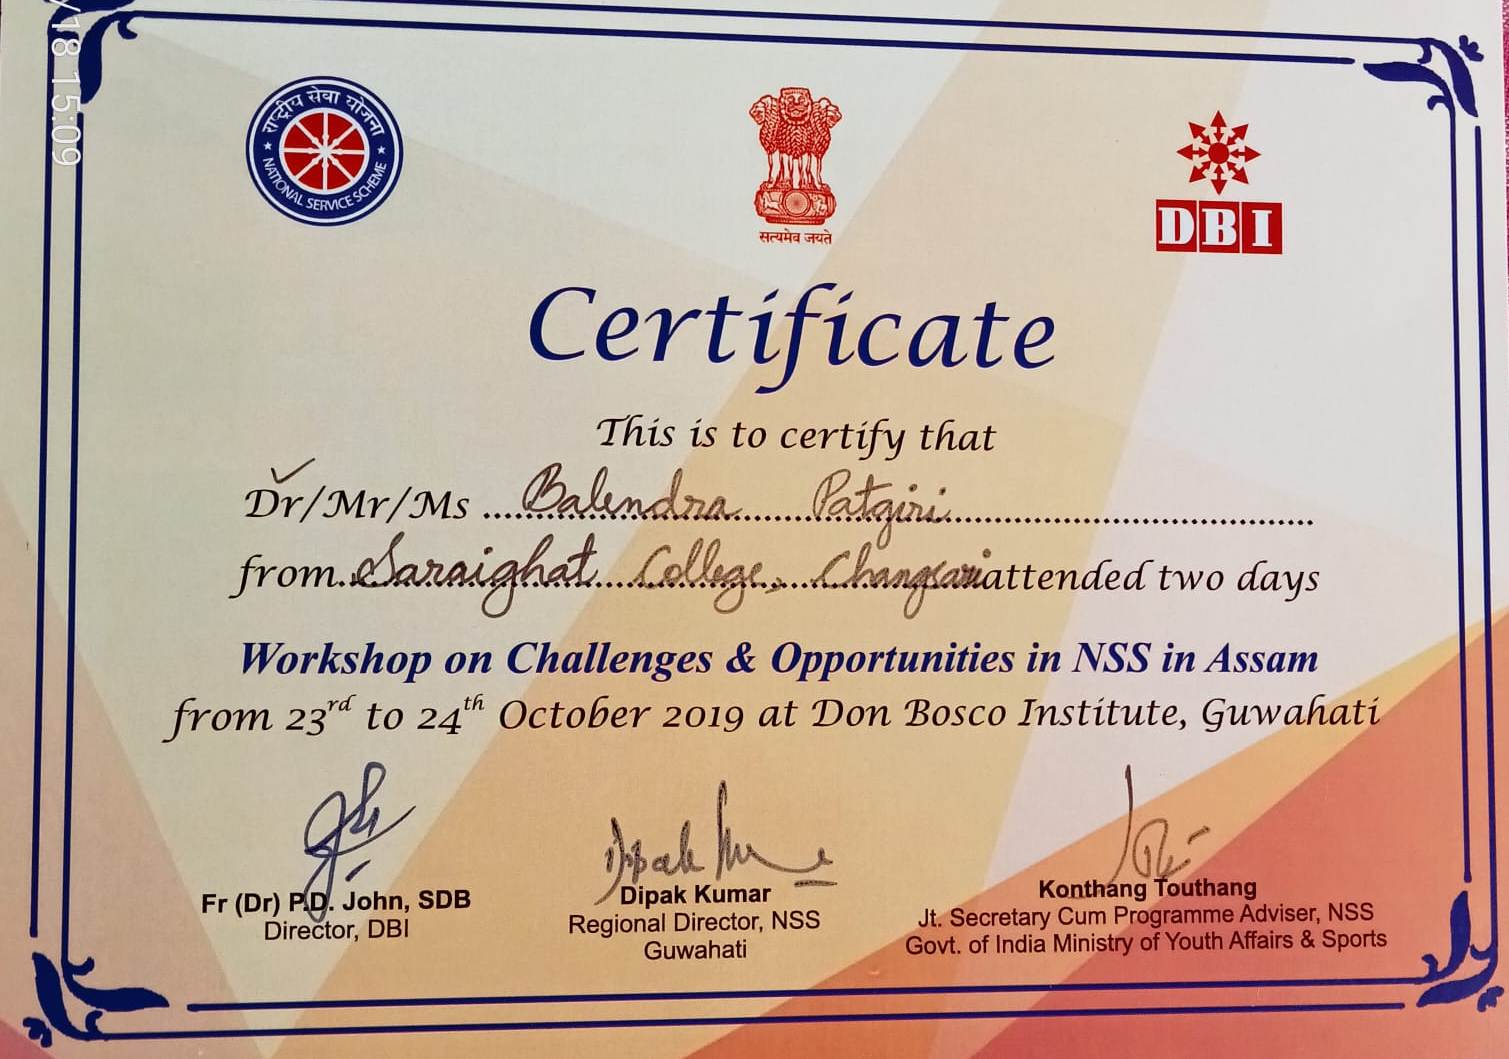 /18 15:09
राष्ट्रीय सेवा योजना
NATIONAL SERVICE SCHEME
सत्यमेव जयते
DBI
Certificate
This is to certify that
Dr/Mr/Ms Balendra Patgiri
from Saraighat College, Changsari attended two days
Workshop on Challenges & Opportunities in NSS in Assam
from 23rd to 24th October 2019 at Don Bosco Institute, Guwahati
Dipak Kumar
Fr (Dr) P.D. John, SDB
Director, DBI
Dipak Kumar
Regional Director, NSS
Guwahati
Konthang Touthang
Jt. Secretary Cum Programme Adviser, NSS
Govt. of India Ministry of Youth Affairs & Sports